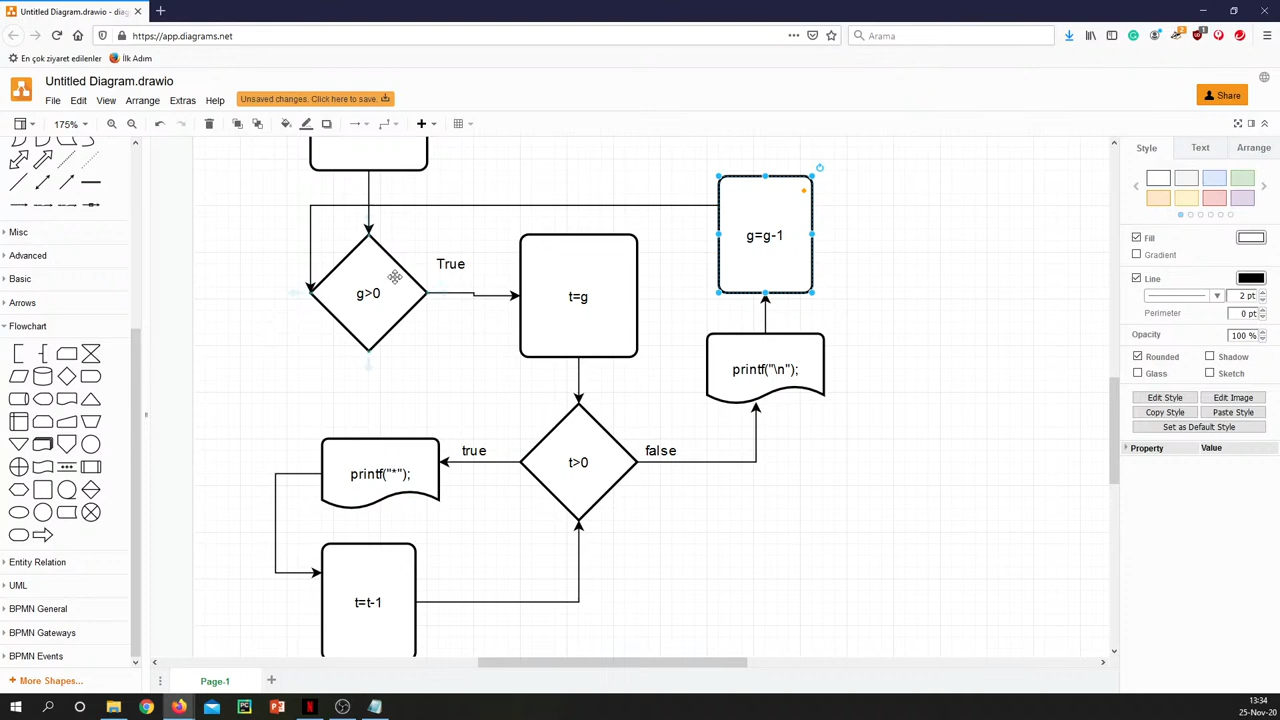 Untitled Diagram.drawio - diag
https://app.diagrams.net
Arama
En çok ziyaret edilenler
İlk Adım
Untitled Diagram.drawio
File Edit View Arrange Extras Help
Unsaved changes. Click here to save.
Share
175%
Style Text Arrange
g=g-1
True
g>0
t=g
printf("\n");
true
false
t>0
printf("*");
t=t-1
Misc
Advanced
Basic
Arrows
Flowchart
Entity Relation
UML
BPMN General
BPMN Gateways
BPMN Events
More Shapes...
Page-1
Fill
Gradient
Line
2 pt
Perimeter
0 pt
Opacity
100 %
Rounded
Shadow
Glass
Sketch
Edit Style
Edit Image
Copy Style
Paste Style
Set as Default Style
Property
Value
13:34
25-Nov-20